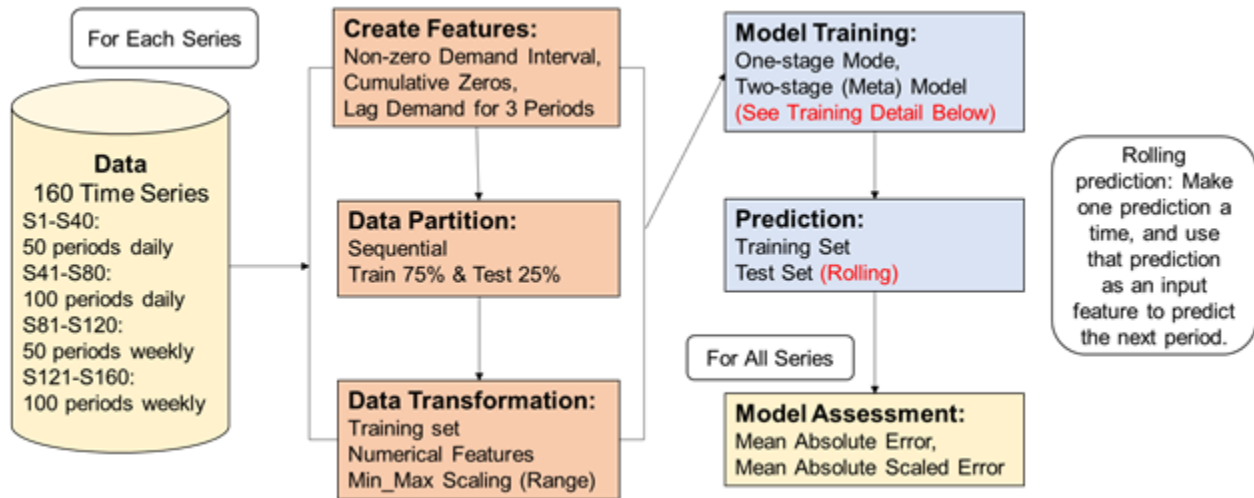 For Each Series
Data
160 Time Series
S1-S40:
50 periods daily
S41-S80:
100 periods daily
S81-S120:
50 periods weekly
S121-S160:
100 periods weekly
Create Features:
Non-zero Demand Interval,
Cumulative Zeros,
Lag Demand for 3 Periods
Data Partition:
Sequential
Train 75% & Test 25%
Data Transformation:
Training set
Numerical Features
Min_Max Scaling (Range)
Model Training:
One-stage Mode,
Two-stage (Meta) Model
(See Training Detail Below)
Prediction:
Training Set
Test Set (Rolling)
For All Series
Model Assessment:
Mean Absolute Error,
Mean Absolute Scaled Error
Rolling
prediction: Make
one prediction a
time, and use
that prediction
as an input
feature to predict
the next period.